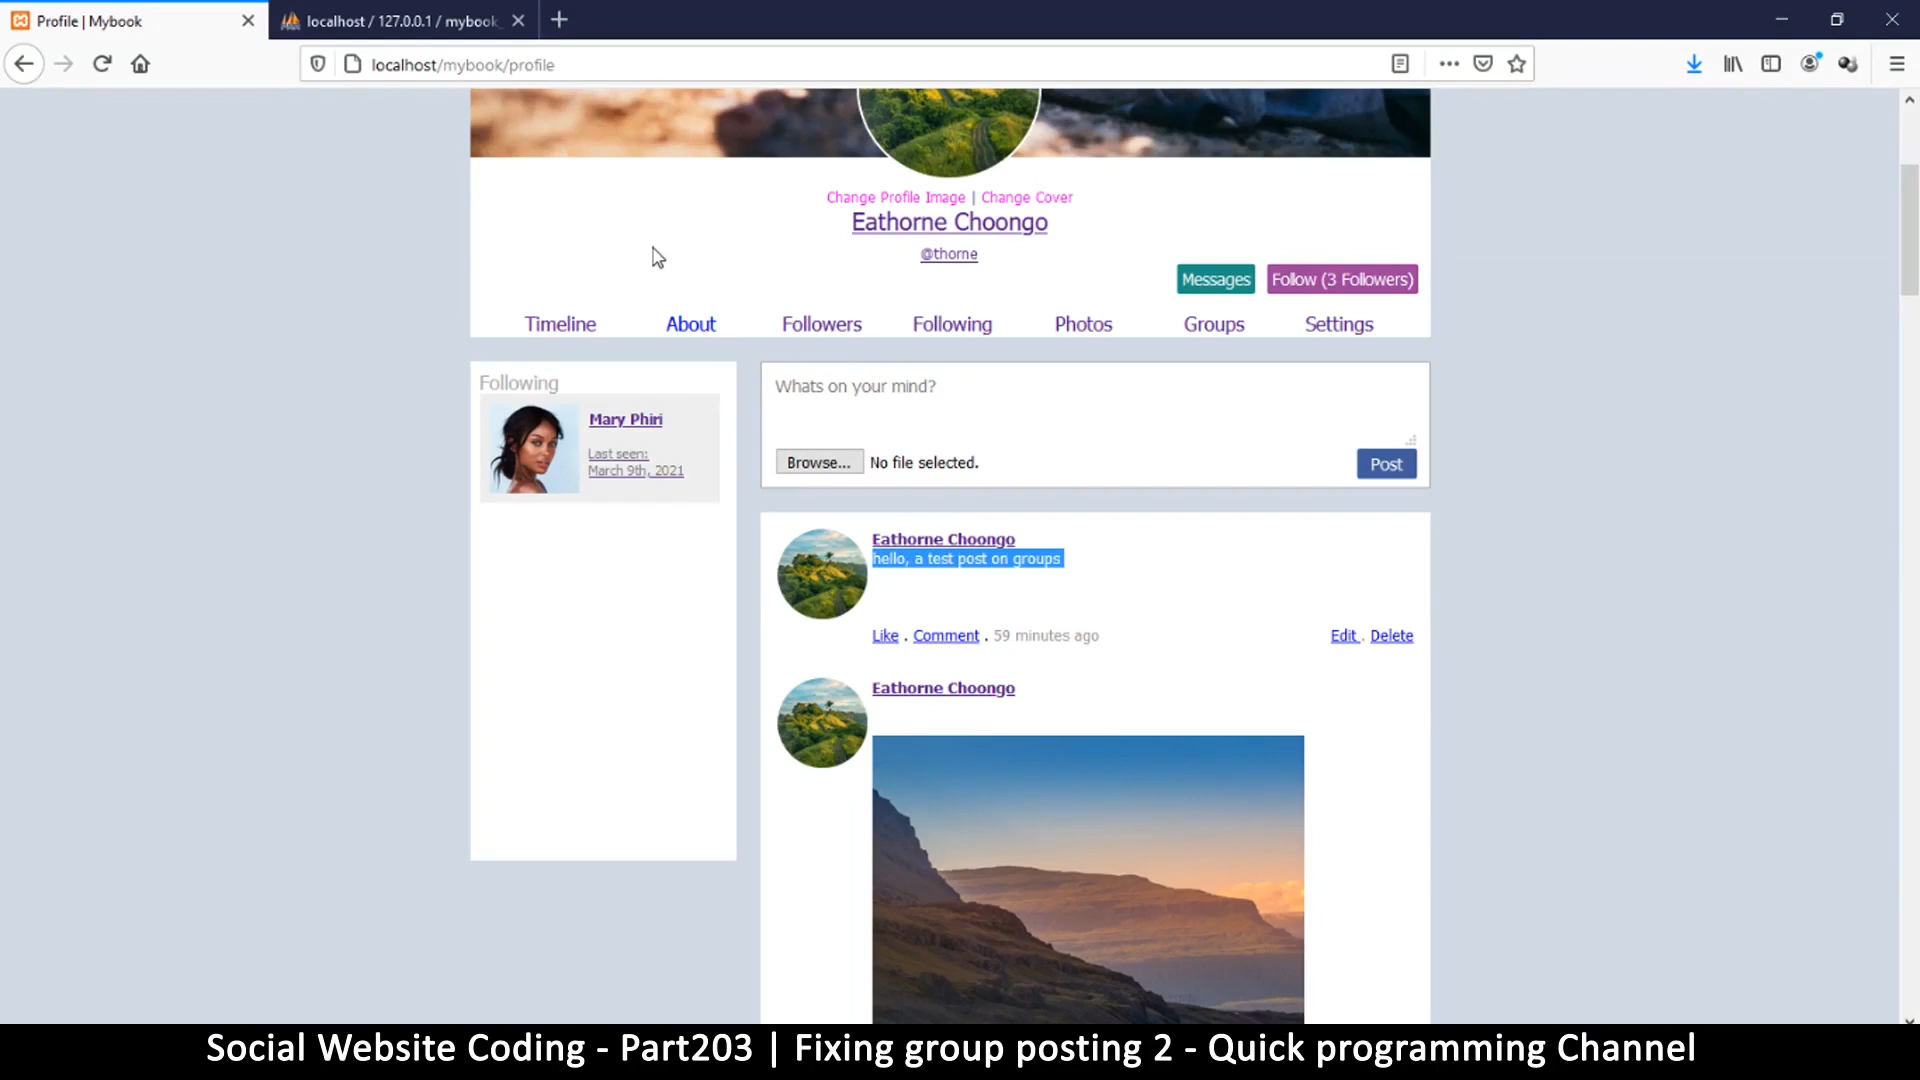 Profile | Mybook
localhost / 127.0.0.1 / mybook
localhost/mybook/profile
Change Profile Image | Change Cover
Eathorne Choongo
@thorne
Messages
Follow (3 Followers)
Timeline About Followers Following Photos Groups Settings
Following
Mary Phiri
Last seen:
March 9th, 2021
Whats on your mind?
Browse... No file selected.
Post
Eathorne Choongo
hello, a test post on groups
Like . Comment . 59 minutes ago
Edit . Delete
Eathorne Choongo
Social Website Coding - Part203 | Fixing group posting 2 - Quick programming Channel